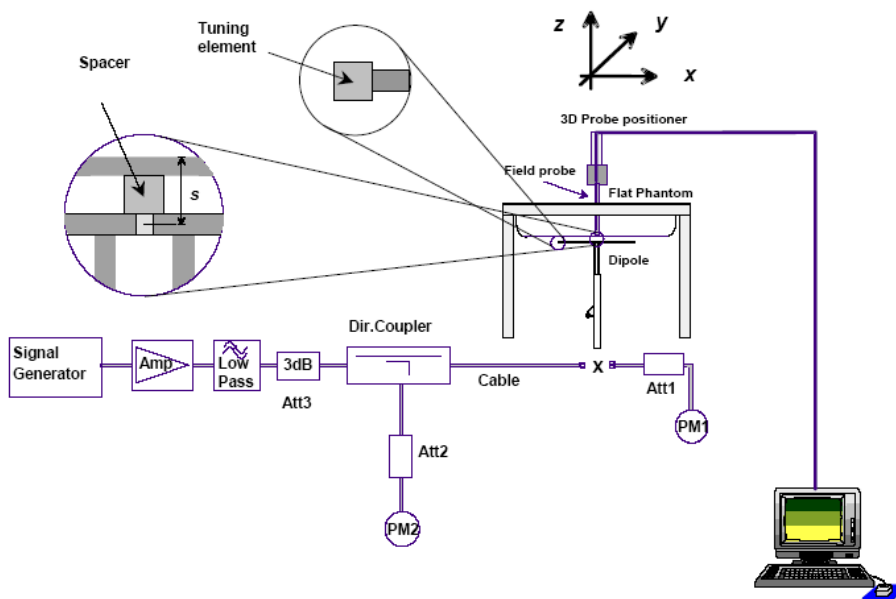 Tuning
element
z
y
x
Spacer
3D Probe positioner
Field probe
Flat Phantom
s
Dipole
Dir.Coupler
Signal
Generator
Amp
Low
Pass
3dB
Att3
Cable
x
Att1
PM1
Att2
PM2